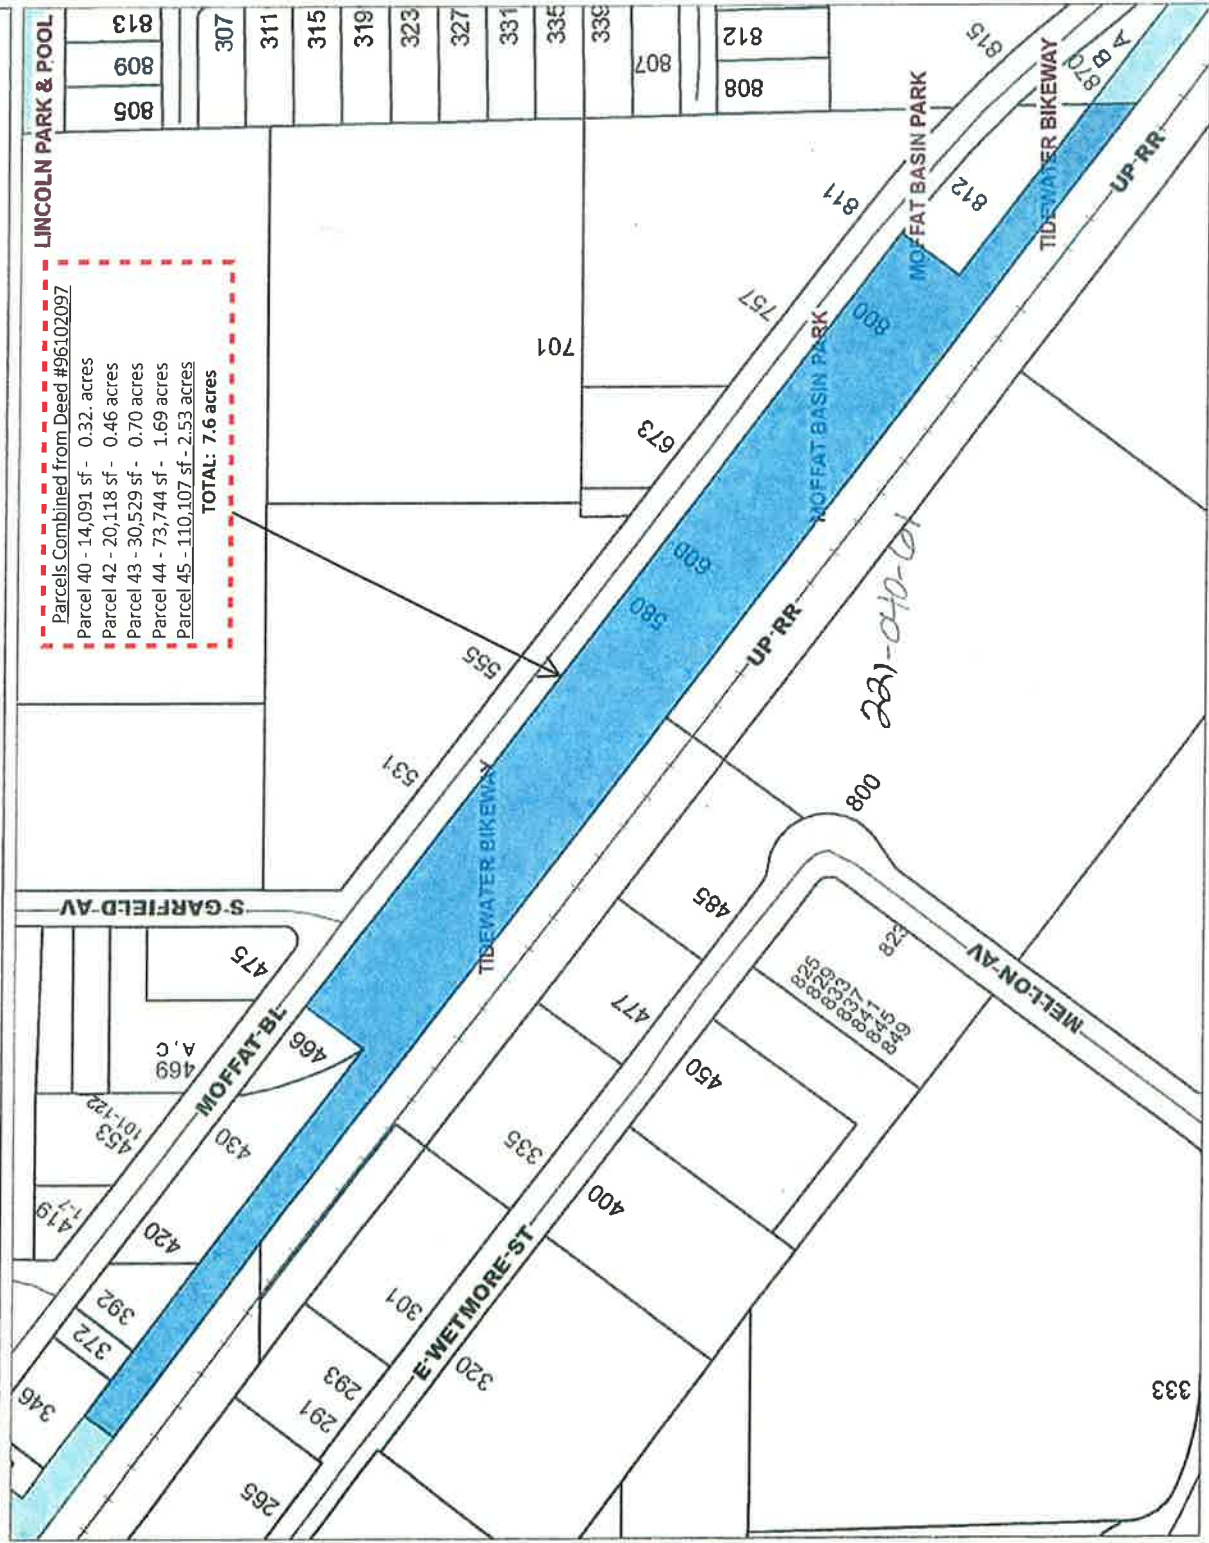 LINCOLN PARK & POOL
Parcels Combined from Deed #96102097
Parcel 40 - 14,091 sf - 0.32. acres
Parcel 42 - 20,118 sf - 0.46 acres
Parcel 43 - 30,529 sf - 0.70 acres
Parcel 44 - 73,744 sf - 1.69 acres
Parcel 45 - 110,107 sf - 2.53 acres
TOTAL: 7.6 acres
813
809
805
307
311
315
319
323
327
331
335
339
807
812
808
815
870
B
A
TIDEWATER BIKEWAY
MOFFAT BASIN PARK
812
811
UP-RR
757
800
MOFFAT BASIN PARK
701
673
600
580
555
531
UP-RR
221-040-61
800
TIDEWATER BIKEWAY
S-GARFIELD-AV
475
469
A, C
MOFFAT-BL
466
453
101-122
430
419
1-7
420
392
372
346
485
477
335
301
293
291
265
E-WETMORE-ST
450
400
320
823
825
829
833
837
841
845
849
MELLON-AV
333